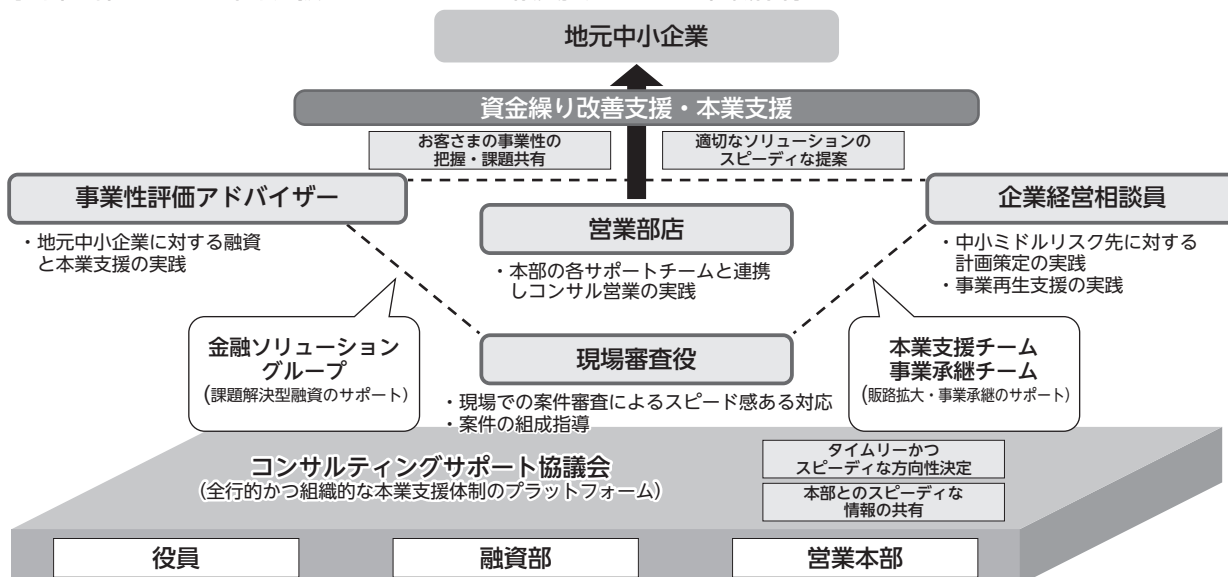 地元中小企業
資金繰り改善支援・本業支援
お客さまの事業性の
把握・課題共有
適切なソリューションの
スピーディな提案
事業性評価アドバイザー
・地元中小企業に対する融資
と本業支援の実践
営業部店
・本部の各サポートチームと連携
しコンサル営業の実践
企業経営相談員
・中小ミドルリスク先に対する
計画策定の実践
・事業再生支援の実践
金融ソリューション
グループ
(課題解決型融資のサポート)
現場審査役
・現場での案件審査によるスピード感ある対応
・案件の組成指導
本業支援チーム
事業承継チーム
(販路拡大・事業承継のサポート)
コンサルティングサポート協議会
(全行的かつ組織的な本業支援体制のプラットフォーム)
タイムリーかつ
スピーディな方向性決定
本部とのスピーディな
情報の共有
役員
融資部
営業本部